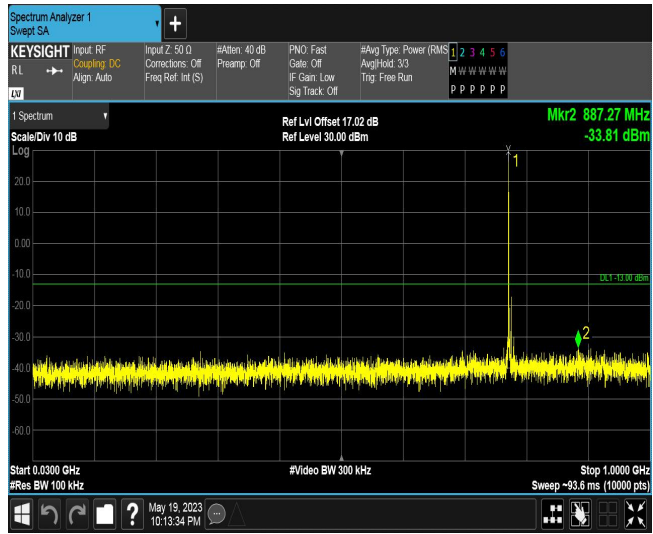 Spectrum Analyzer 1
Swept SA
+
KEYSIGHT Input: RF Input Z: 50 Ω #Atten: 40 dB PNO: Fast #Avg Type: Power (RMS 1 2 3 4 5 6
RL Coupling: DC Corrections: Off Preamp: Off Gate: Off Avg|Hold: 3/3 M W W W W W
Align: Auto Freq Ref: Int (S) IF Gain: Low Trig: Free Run
LXI Sig Track: Off P P P P P P
1 Spectrum Ref Lvl Offset 17.02 dB Mkr2 887.27 MHz
Scale/Div 10 dB Ref Level 30.00 dBm -33.81 dBm
Log
1
20.0
10.0
0.00
-10.0
DL1 -13.00 dBm
-20.0
-30.0
2
-40.0
-50.0
-60.0
Start 0.0300 GHz #Video BW 300 kHz Stop 1.0000 GHz
#Res BW 100 kHz Sweep ~93.6 ms (10000 pts)
? May 19, 2023
10:13:34 PM